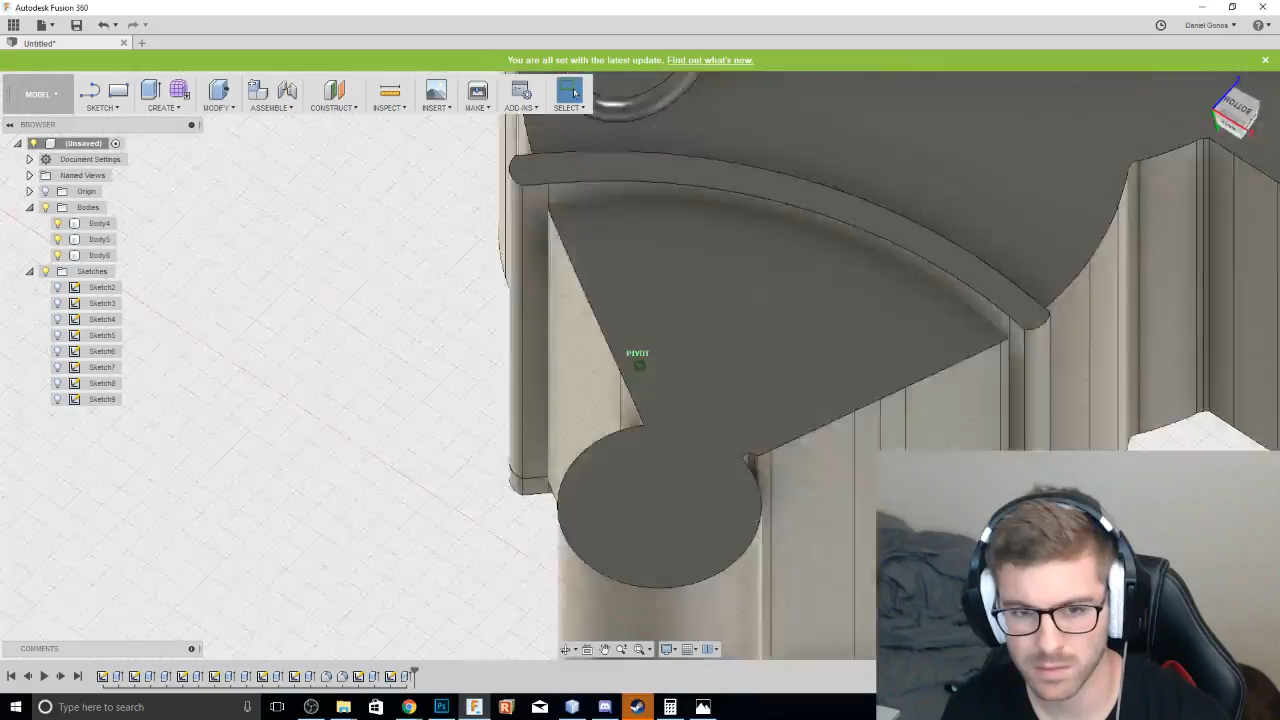 Autodesk Fusion 360
Daniel Gonos
Untitled*
You are all set with the latest update. Find out what's new.
MODEL
SKETCH
CREATE
MODIFY
ASSEMBLE
CONSTRUCT
INSPECT
INSERT
MAKE
ADD-INS
SELECT
BOTTOM
BROWSER
(Unsaved)
Document Settings
Named Views
Origin
Bodies
Body4
Body5
Body6
Sketches
Sketch2
Sketch3
Sketch4
Sketch5
Sketch6
Sketch7
Sketch8
Sketch9
PIVOT
COMMENTS
Type here to search